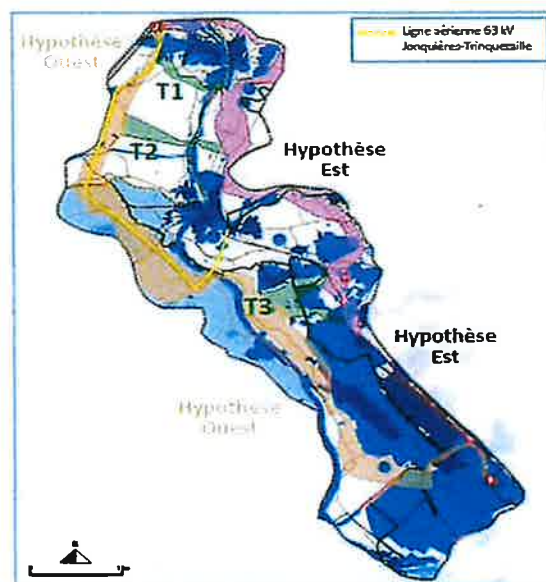 Ligne aérienne 63 kV
Jonquières-Trinquetaille
Hypothèse
Ouest
T1
T2
Hypothèse
Est
T3
Hypothèse
Est
Hypothèse
Ouest